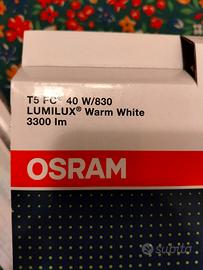 T5 FC® 40 W/830
LUMILUX® Warm White
3300 lm
OSRAM
subito